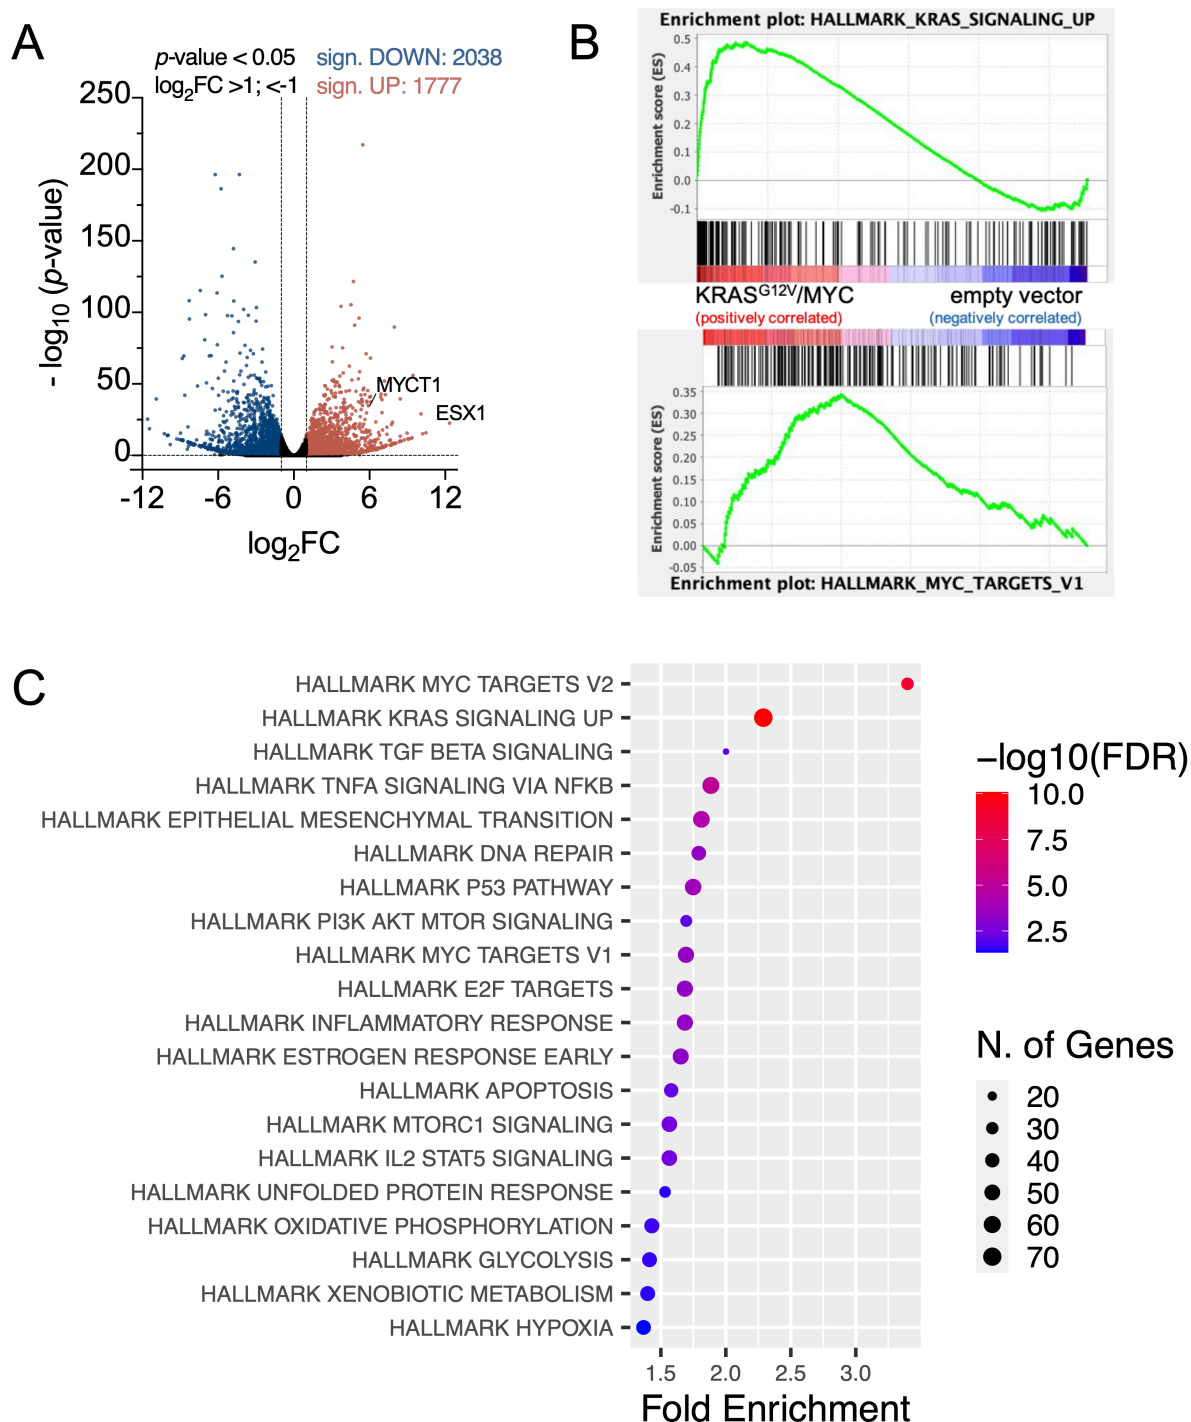 A
p-value < 0.05 sign. DOWN: 2038
log2FC >1; <-1 sign. UP: 1777
250
200
150
100
50
0
- log10 (p-value)
MYCT1
ESX1
-12 -6 0 6 12
log2FC
B
Enrichment plot: HALLMARK_KRAS_SIGNALING_UP
Enrichment score (ES)
0.5
0.4
0.3
0.2
0.1
0.0
-0.1
KRASG12V/MYC empty vector
(positively correlated) (negatively correlated)
Enrichment score (ES)
0.35
0.30
0.25
0.20
0.15
0.10
0.05
0.00
-0.05
Enrichment plot: HALLMARK_MYC_TARGETS_V1
C
HALLMARK MYC TARGETS V2
HALLMARK KRAS SIGNALING UP
HALLMARK TGF BETA SIGNALING
HALLMARK TNFA SIGNALING VIA NFKB
HALLMARK EPITHELIAL MESENCHYMAL TRANSITION
HALLMARK DNA REPAIR
HALLMARK P53 PATHWAY
HALLMARK PI3K AKT MTOR SIGNALING
HALLMARK MYC TARGETS V1
HALLMARK E2F TARGETS
HALLMARK INFLAMMATORY RESPONSE
HALLMARK ESTROGEN RESPONSE EARLY
HALLMARK APOPTOSIS
HALLMARK MTORC1 SIGNALING
HALLMARK IL2 STAT5 SIGNALING
HALLMARK UNFOLDED PROTEIN RESPONSE
HALLMARK OXIDATIVE PHOSPHORYLATION
HALLMARK GLYCOLYSIS
HALLMARK XENOBIOTIC METABOLISM
HALLMARK HYPOXIA
1.5 2.0 2.5 3.0
Fold Enrichment
−log10(FDR)
10.0
7.5
5.0
2.5
N. of Genes
20
30
40
50
60
70